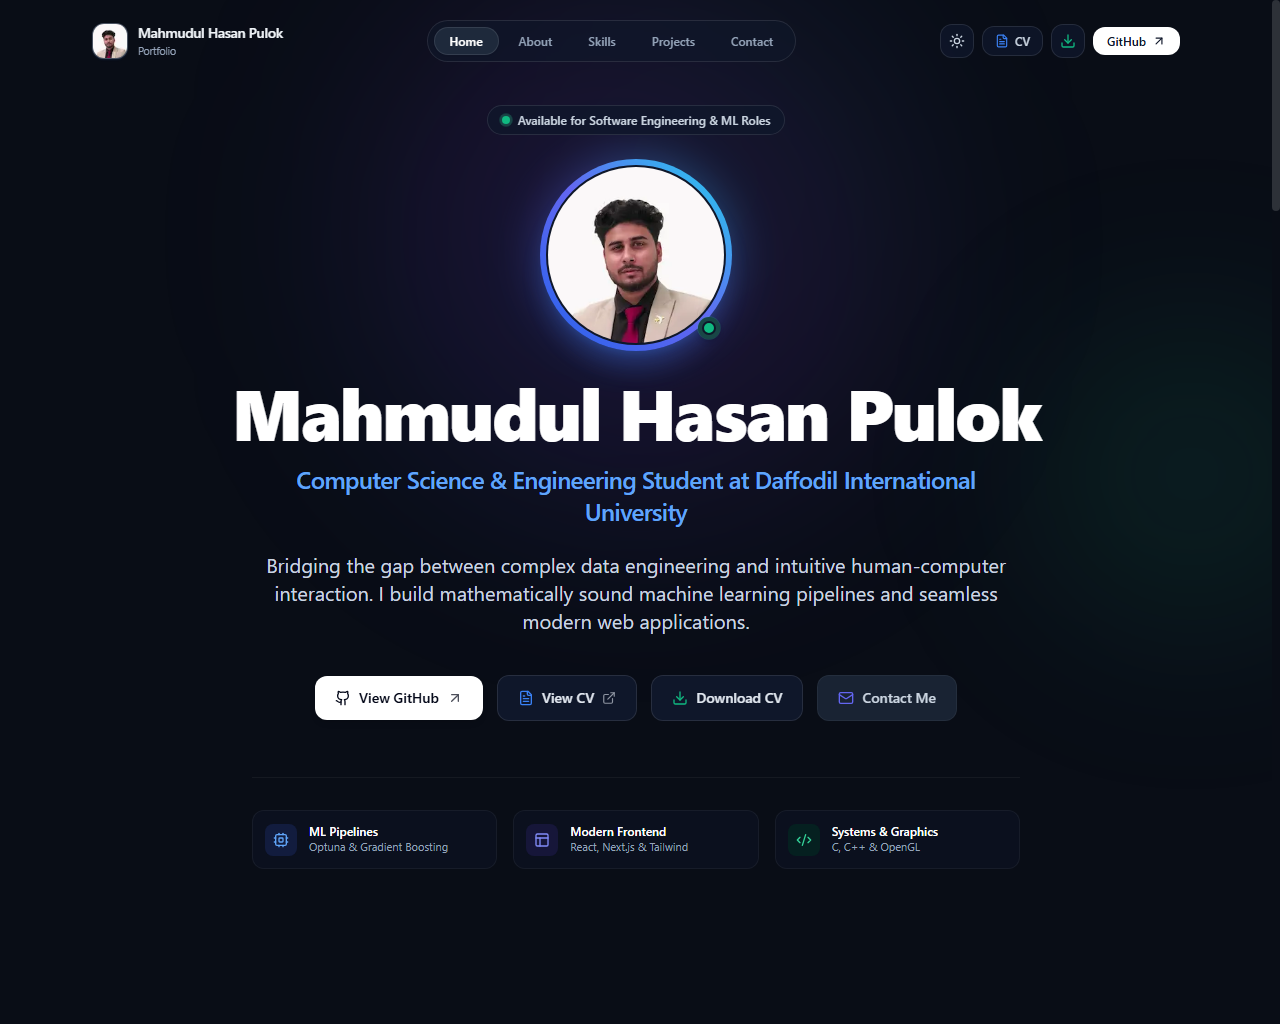 Mahmudul Hasan Pulok
Portfolio
Home
About
Skills
Projects
Contact
CV
GitHub
Available for Software Engineering & ML Roles
Mahmudul Hasan Pulok
Computer Science & Engineering Student at Daffodil International
University
Bridging the gap between complex data engineering and intuitive human-computer
interaction. I build mathematically sound machine learning pipelines and seamless
modern web applications.
View GitHub
View CV
Download CV
Contact Me
ML Pipelines
Optuna & Gradient Boosting
Modern Frontend
React, Next.js & Tailwind
Systems & Graphics
C, C++ & OpenGL